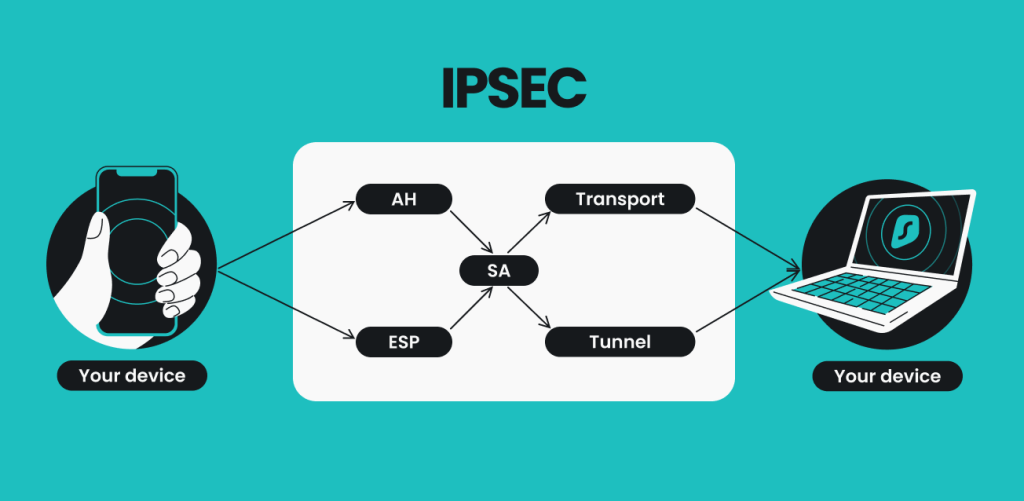 IPSEC
AH
Transport
SA
ESP
Tunnel
Your device
Your device